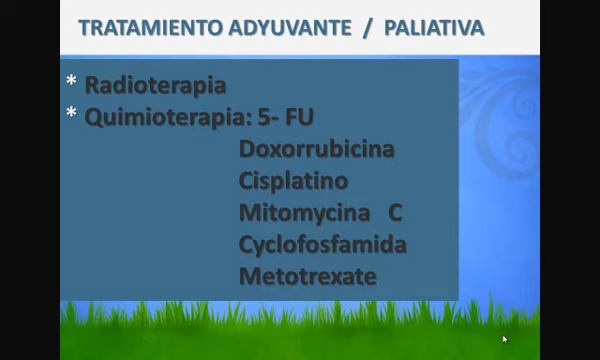 TRATAMIENTO ADYUVANTE / PALIATIVA
* Radioterapia
* Quimioterapia: 5- FU
Doxorrubicina
Cisplatino
Mitomycina C
Cyclofosfamida
Metotrexate